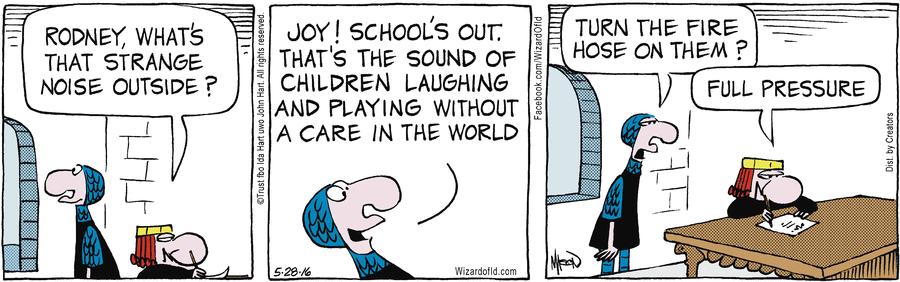 RODNEY, WHAT'S
THAT STRANGE
NOISE OUTSIDE?
©Trust fbo Ida Hart uwo John Hart. All rights reserved.
JOY! SCHOOL'S OUT.
THAT'S THE SOUND OF
CHILDREN LAUGHING
AND PLAYING WITHOUT
A CARE IN THE WORLD
5-28-16
WizardofId.com
Facebook.com/WizardOfId
TURN THE FIRE
HOSE ON THEM?
FULL PRESSURE
MASON
Dist. by Creators